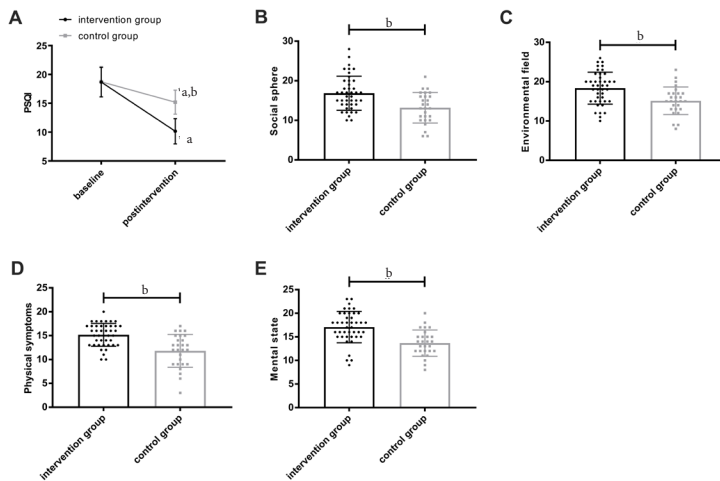 A
intervention group
control group
PSQI
25
20
15
10
5
a,b
a
baseline
postintervention
B
b
Social sphere
30
20
10
0
intervention group
control group
C
b
Environmental field
30
20
10
0
intervention group
control group
D
b
Physical symptoms
25
20
15
10
5
0
intervention group
control group
E
b
Mental state
25
20
15
10
5
0
intervention group
control group